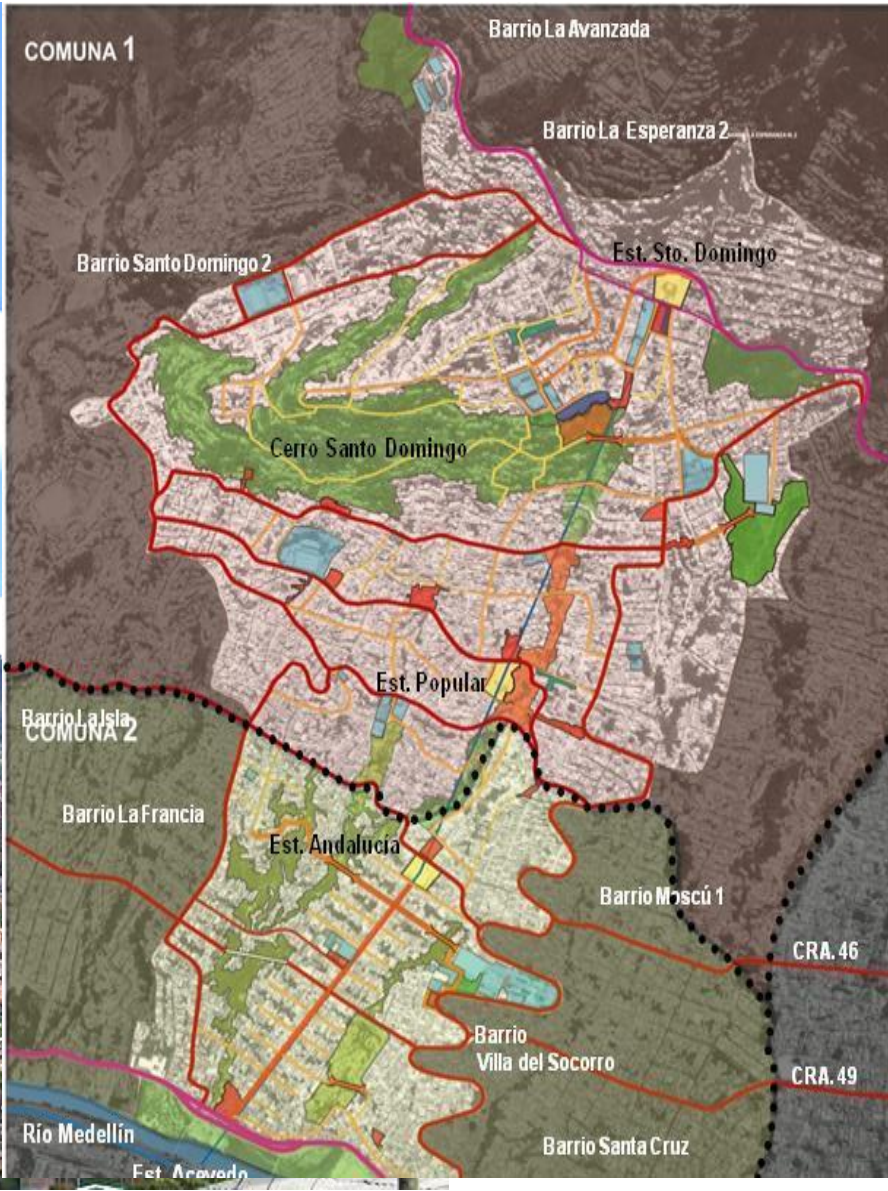 COMUNA 1
Barrio La Avanzada
Barrio La Esperanza 2
Est. Sto. Domingo
Barrio Santo Domingo 2
Cerro Santo Domingo
Est. Popular
Barrio La Isla
COMUNA 2
Barrio La Francia
Est. Andalucía
Barrio Moscú 1
CRA. 46
Barrio
Villa del Socorro
CRA. 49
Río Medellín
Barrio Santa Cruz
Est. Acevedo